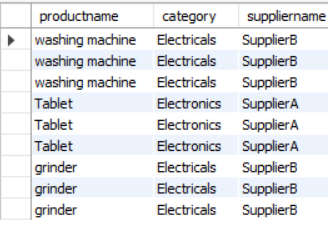 productname category suppliername
washing machine Electricals SupplierB
washing machine Electricals SupplierB
washing machine Electricals SupplierB
Tablet Electronics SupplierA
Tablet Electronics SupplierA
Tablet Electronics SupplierA
grinder Electricals SupplierB
grinder Electricals SupplierB
grinder Electricals SupplierB